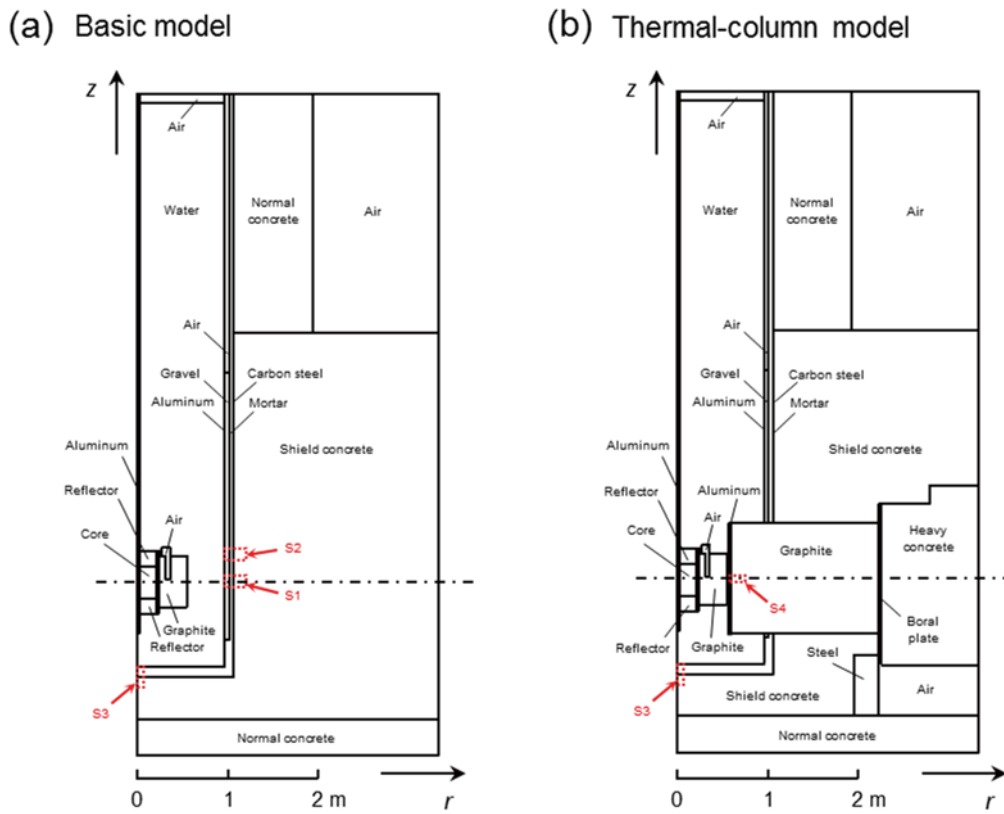 (a) Basic model
z
Air
Water
Normal
concrete
Air
Air
Gravel
Carbon steel
Aluminum
Mortar
Shield concrete
Aluminum
Reflector
Air
Core
S2
S1
Graphite
Reflector
S3
Normal concrete
0
1
2 m
r
(b) Thermal-column model
z
Air
Water
Normal
concrete
Air
Air
Gravel
Carbon steel
Aluminum
Mortar
Shield concrete
Aluminum
Reflector
Aluminum
Air
Core
Graphite
Heavy
concrete
S4
Reflector
Graphite
Boral
plate
Steel
S3
Shield concrete
Air
Normal concrete
0
1
2 m
r